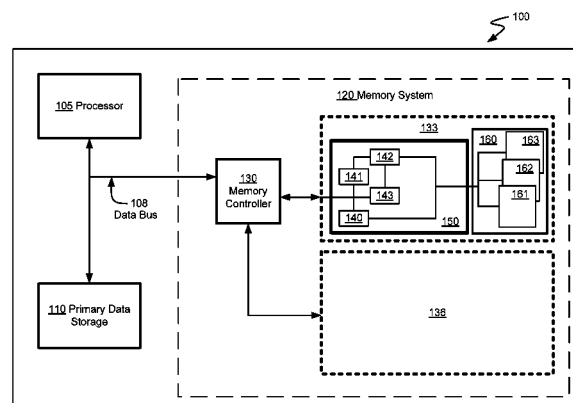 100
105 Processor
120 Memory System
133
142
141
143
140
150
160
163
162
161
130
Memory
Controller
108
Data Bus
110 Primary Data
Storage
136